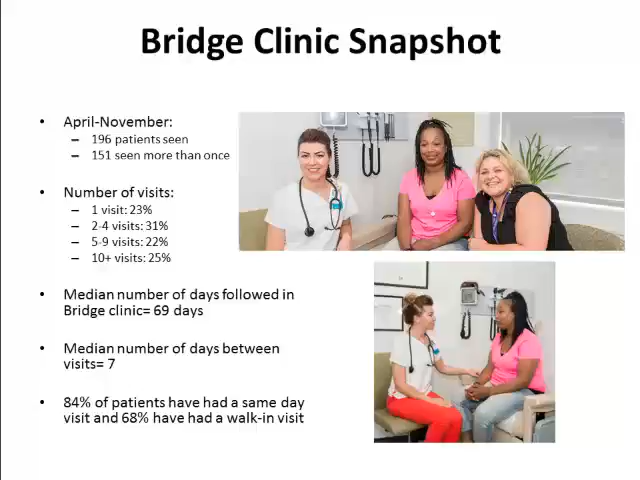 Bridge Clinic Snapshot
• April-November:
– 196 patients seen
– 151 seen more than once
• Number of visits:
– 1 visit: 23%
– 2-4 visits: 31%
– 5-9 visits: 22%
– 10+ visits: 25%
• Median number of days followed in
Bridge clinic= 69 days
• Median number of days between
visits= 7
• 84% of patients have had a same day
visit and 68% have had a walk-in visit